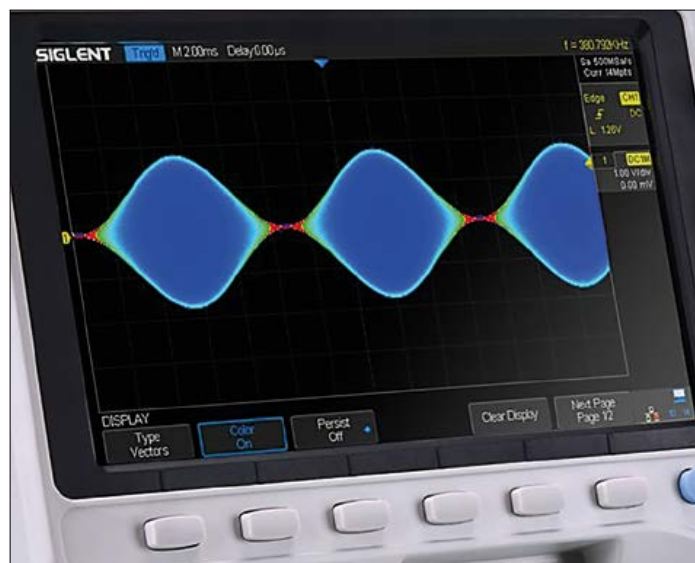 SIGLENT Trig'd M 2.00ms Delay:0.00µs f = 380.792KHz
Sa 500MSa/s
Curr 14Mpts
Edge CH1
DC
L 1.28V
1 DC1M
1.00 V/div
0.00 mV
1
DISPLAY
Type
Vectors
Color
On
Persist
Off
Clear Display
Next Page
Page 1/2